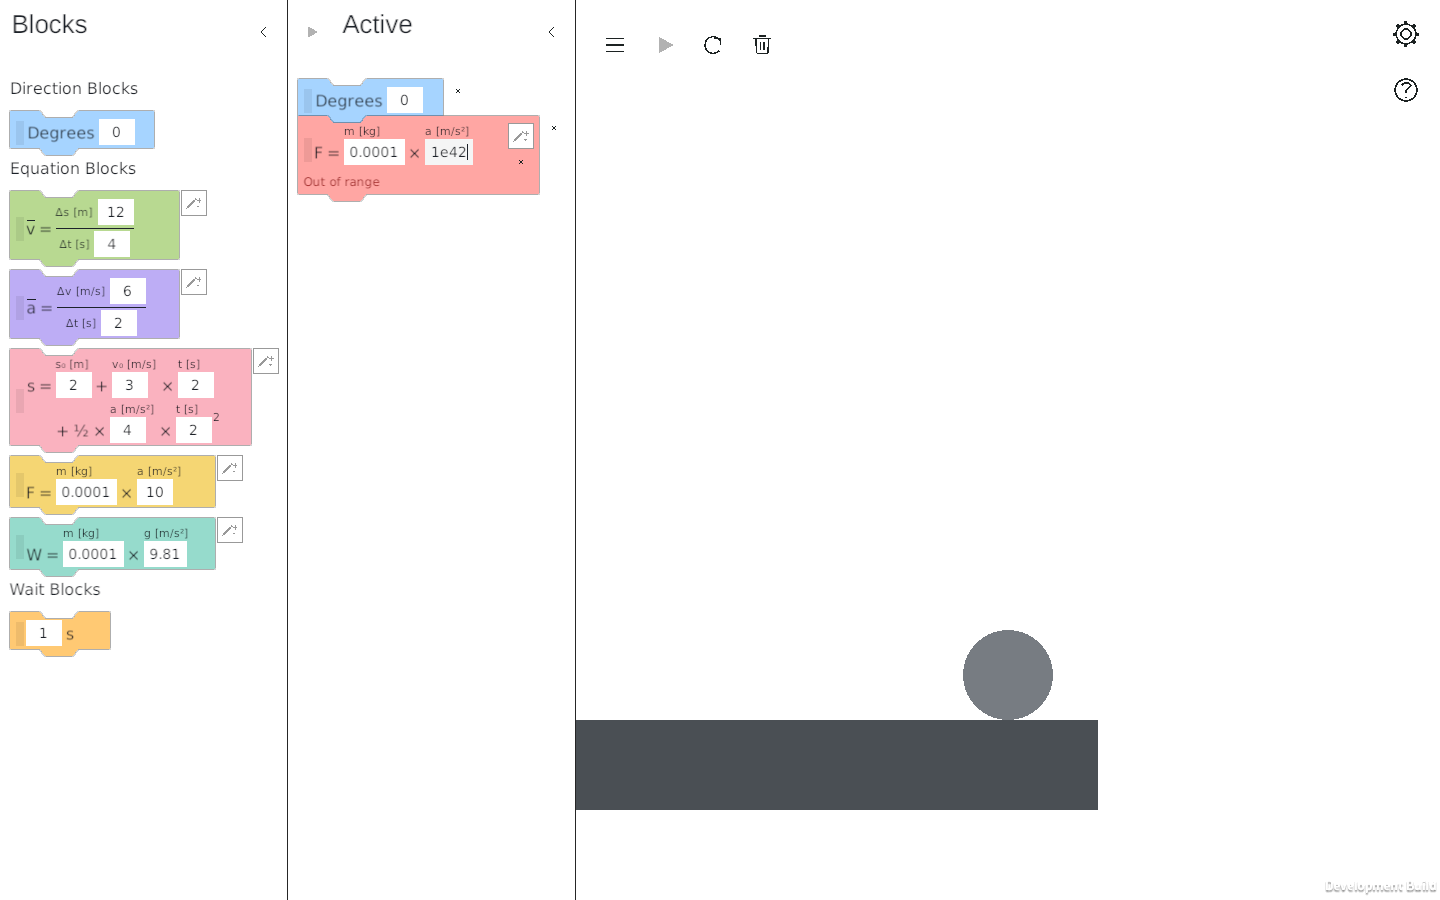 Blocks
Direction Blocks
Degrees 0
Equation Blocks
Δs [m] 12
v =
Δt [s] 4
Δv [m/s] 6
a =
Δt [s] 2
s₀ [m] v₀ [m/s] t [s]
s = 2 + 3 × 2
a [m/s²] t [s]
+ ½ × 4 × 2 2
m [kg] a [m/s²]
F = 0.0001 × 10
m [kg] g [m/s²]
W = 0.0001 × 9.81
Wait Blocks
1 s
Active
Degrees 0
m [kg] a [m/s²]
F = 0.0001 × 1e42
Out of range
Development Build